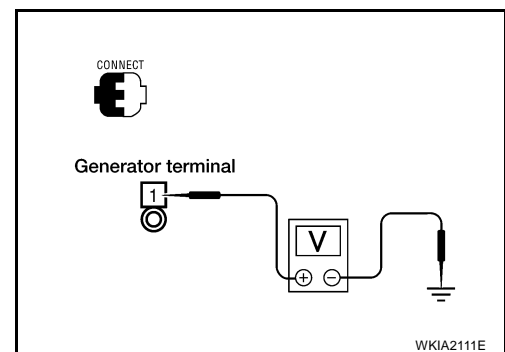 CONNECT
Generator terminal
1
V
+ −
WKIA2111E